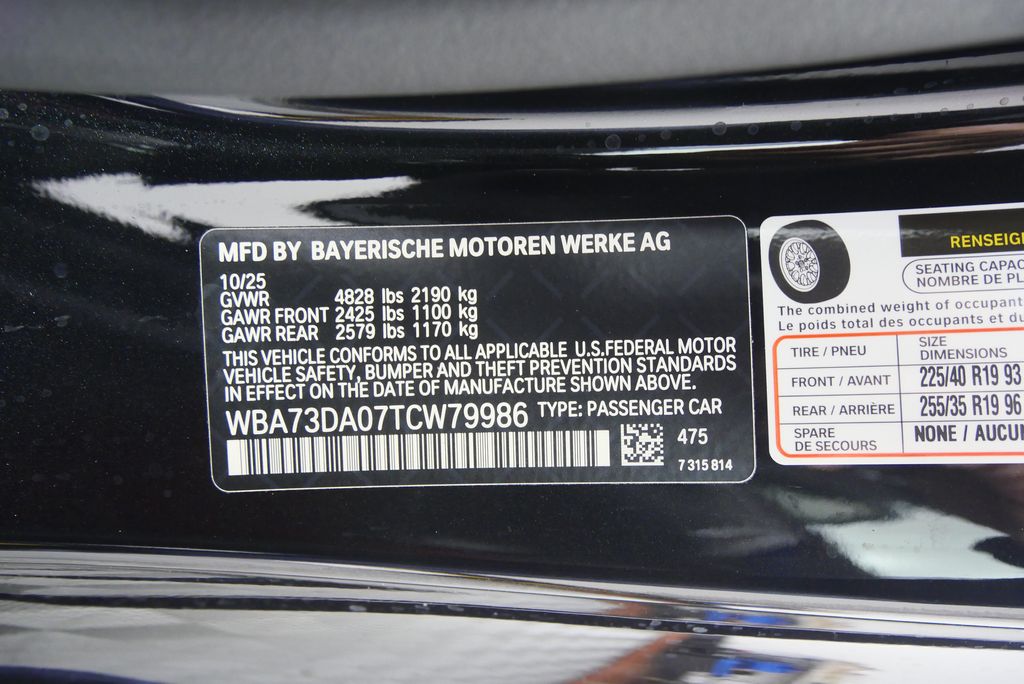 MFD BY BAYERISCHE MOTOREN WERKE AG
10/25
GVWR 4828 lbs 2190 kg
GAWR FRONT 2425 lbs 1100 kg
GAWR REAR 2579 lbs 1170 kg
THIS VEHICLE CONFORMS TO ALL APPLICABLE U.S.FEDERAL MOTOR
VEHICLE SAFETY, BUMPER AND THEFT PREVENTION STANDARDS
IN EFFECT ON THE DATE OF MANUFACTURE SHOWN ABOVE.
WBA73DA07TCW79986 TYPE: PASSENGER CAR
475
7315814
RENSEIG
SEATING CAPAC
NOMBRE DE PL
The combined weight of occupant
Le poids total des occupants et du
TIRE / PNEU
SIZE
DIMENSIONS
FRONT / AVANT 225/40 R19 93
REAR / ARRIÈRE 255/35 R19 96
SPARE
DE SECOURS
NONE / AUCU